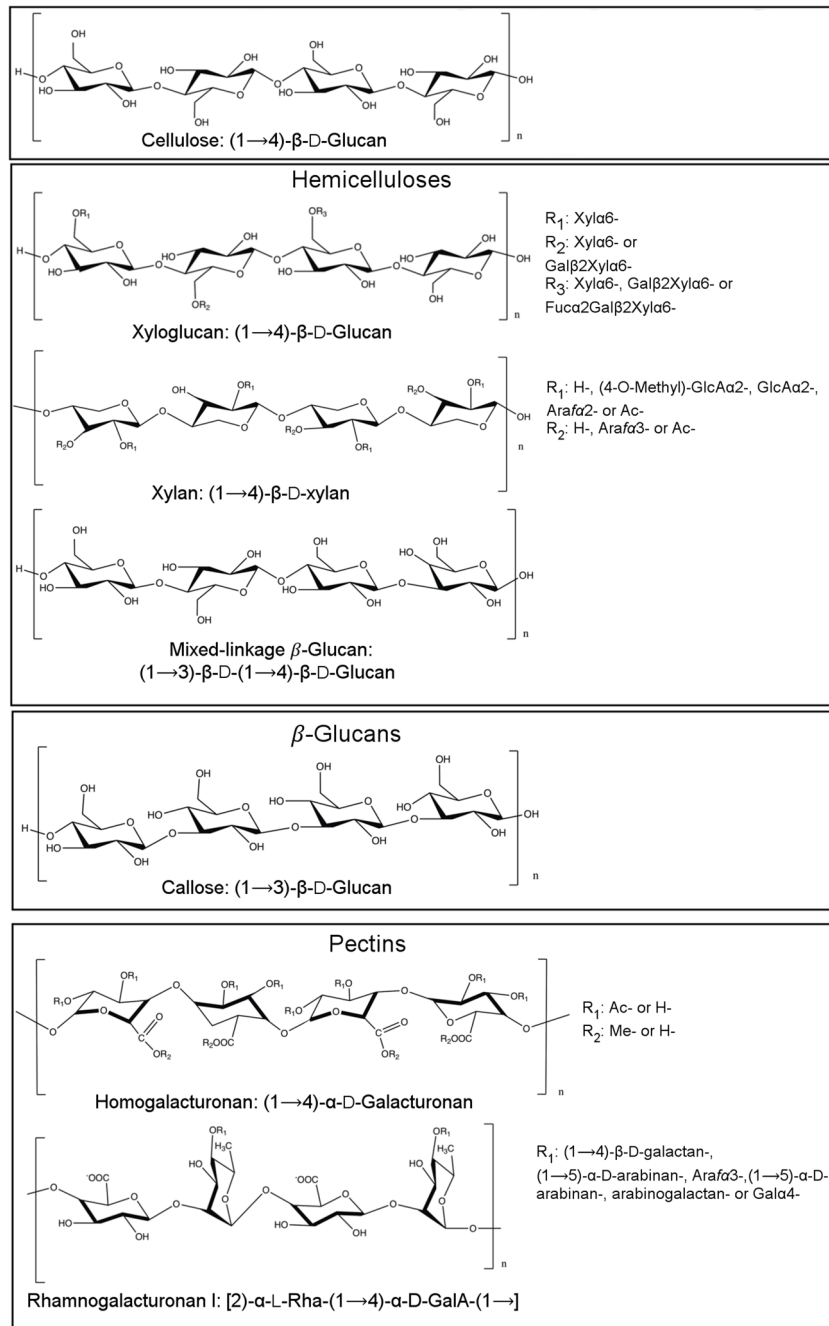 Cellulose: (1→4)-β-D-Glucan
Hemicelluloses
R1: Xylα6-
R2: Xylα6- or
Galβ2Xylα6-
R3: Xylα6-, Galβ2Xylα6- or
Fucα2Galβ2Xylα6-
Xyloglucan: (1→4)-β-D-Glucan
R1: H-, (4-O-Methyl)-GlcAα2-, GlcAα2-,
Arafα2- or Ac-
R2: H-, Arafα3- or Ac-
Xylan: (1→4)-β-D-xylan
Mixed-linkage β-Glucan:
(1→3)-β-D-(1→4)-β-D-Glucan
β-Glucans
Callose: (1→3)-β-D-Glucan
Pectins
R1: Ac- or H-
R2: Me- or H-
Homogalacturonan: (1→4)-α-D-Galacturonan
R1: (1→4)-β-D-galactan-,
(1→5)-α-D-arabinan-, Arafα3-,(1→5)-α-D-
arabinan-, arabinogalactan- or Galα4-
Rhamnogalacturonan I: [2)-α-L-Rha-(1→4)-α-D-GalA-(1→]